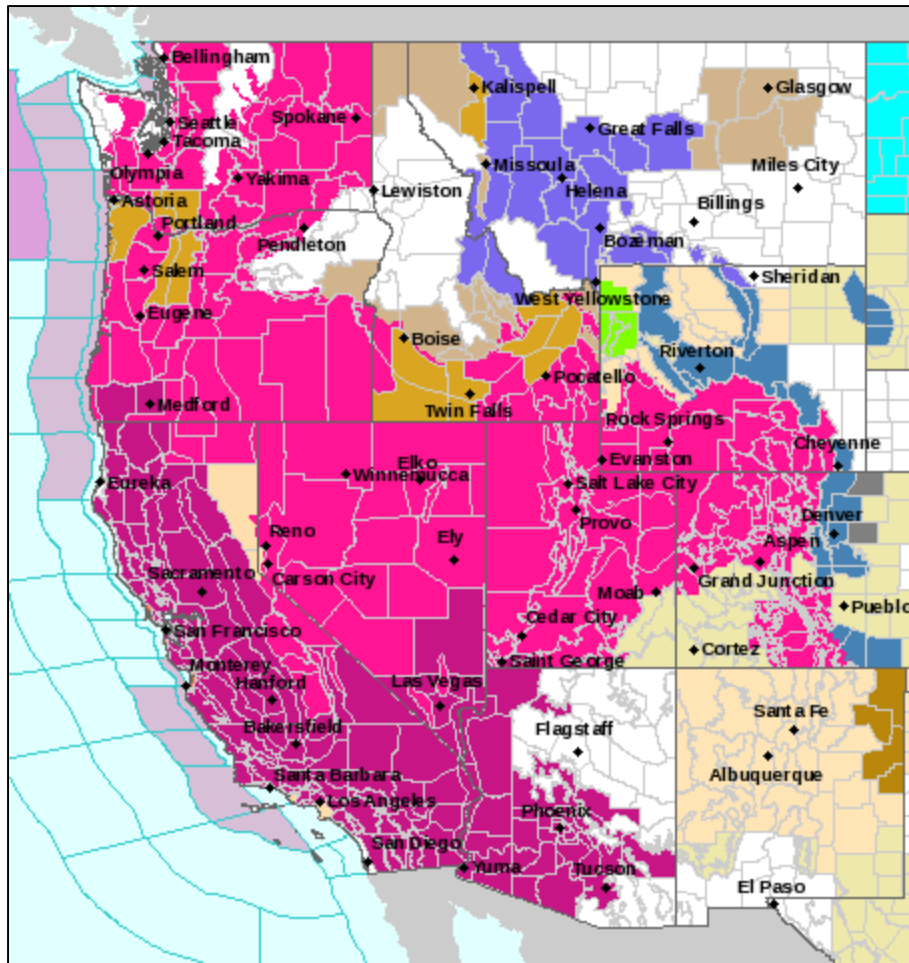 Bellingham
Kalispell
Glasgow
Seattle
Spokane
Tacoma
Great Falls
Olympia
Missoula
Miles City
Yakima
Helena
Lewiston
Astoria
Billings
Portland
Pendleton
Bozeman
Salem
Sheridan
West Yellowstone
Eugene
Boise
Riverton
Pocatello
Medford
Twin Falls
Rock Springs
Cheyenne
Elko
Evanston
Winnemucca
Eureka
Salt Lake City
Provo
Denver
Reno
Ely
Aspen
Sacramento
Carson City
Grand Junction
Moab
Pueblo
San Francisco
Cedar City
Cortez
Saint George
Monterey
Hanford
Las Vegas
Santa Fe
Flagstaff
Bakersfield
Albuquerque
Santa Barbara
Los Angeles
Phoenix
San Diego
Yuma
Tucson
El Paso